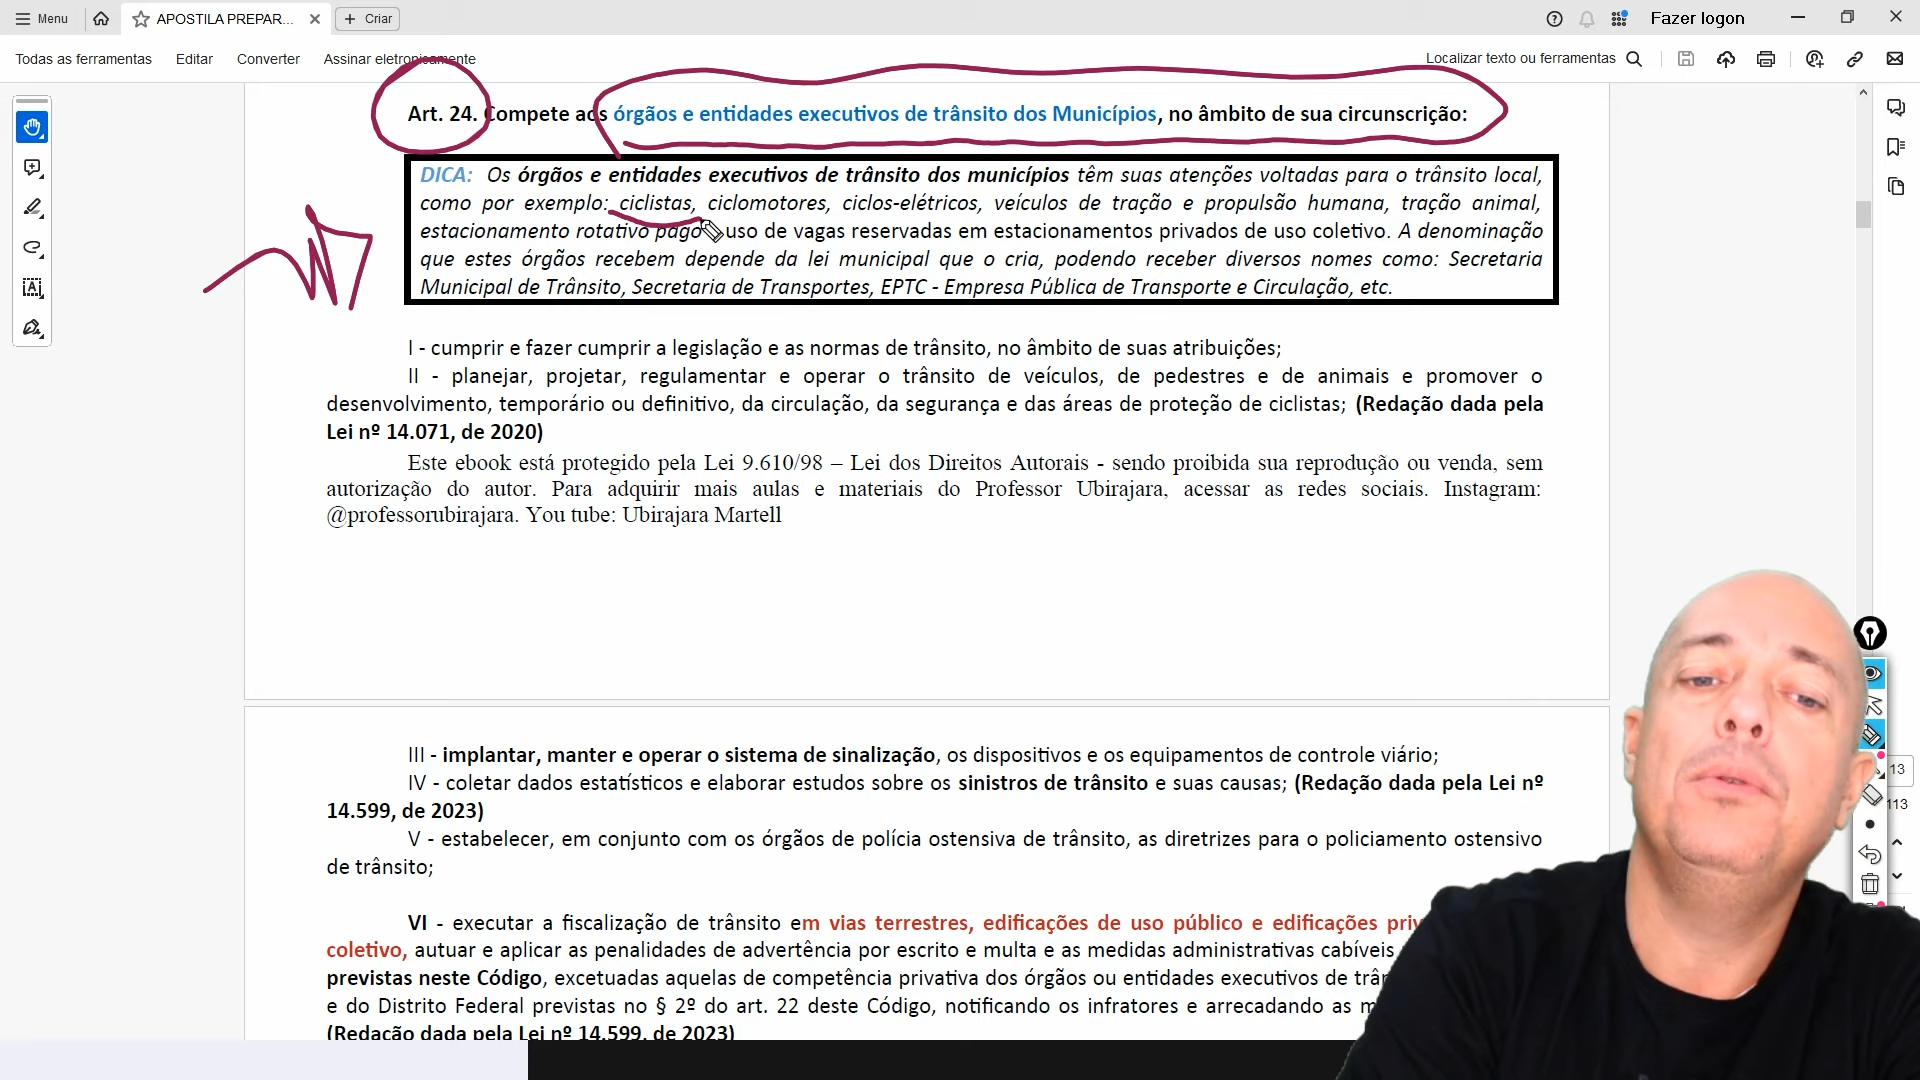 Menu
APOSTILA PREPAR...
Criar
Fazer logon
Todas as ferramentas
Editar
Converter
Assinar eletronicamente
Localizar texto ou ferramentas
Art. 24. Compete aos órgãos e entidades executivos de trânsito dos Municípios, no âmbito de sua circunscrição:
DICA: Os órgãos e entidades executivos de trânsito dos municípios têm suas atenções voltadas para o trânsito local,
como por exemplo: ciclistas, ciclomotores, ciclos-elétricos, veículos de tração e propulsão humana, tração animal,
estacionamento rotativo pago uso de vagas reservadas em estacionamentos privados de uso coletivo. A denominação
que estes órgãos recebem depende da lei municipal que o cria, podendo receber diversos nomes como: Secretaria
Municipal de Trânsito, Secretaria de Transportes, EPTC - Empresa Pública de Transporte e Circulação, etc.
I - cumprir e fazer cumprir a legislação e as normas de trânsito, no âmbito de suas atribuições;
II - planejar, projetar, regulamentar e operar o trânsito de veículos, de pedestres e de animais e promover o
desenvolvimento, temporário ou definitivo, da circulação, da segurança e das áreas de proteção de ciclistas; (Redação dada pela
Lei nº 14.071, de 2020)
Este ebook está protegido pela Lei 9.610/98 – Lei dos Direitos Autorais - sendo proibida sua reprodução ou venda, sem
autorização do autor. Para adquirir mais aulas e materiais do Professor Ubirajara, acessar as redes sociais. Instagram:
@professorubirajara. You tube: Ubirajara Martell
III - implantar, manter e operar o sistema de sinalização, os dispositivos e os equipamentos de controle viário;
IV - coletar dados estatísticos e elaborar estudos sobre os sinistros de trânsito e suas causas; (Redação dada pela Lei nº
14.599, de 2023)
V - estabelecer, em conjunto com os órgãos de polícia ostensiva de trânsito, as diretrizes para o policiamento ostensivo
de trânsito;
VI - executar a fiscalização de trânsito em vias terrestres, edificações de uso público e edificações
coletivo, autuar e aplicar as penalidades de advertência por escrito e multa e as medidas administrativas cabíveis
previstas neste Código, excetuadas aquelas de competência privativa dos órgãos ou entidades executivos de
e do Distrito Federal previstas no § 2º do art. 22 deste Código, notificando os infratores e arrecadando as
(Redação dada pela Lei nº 14.599, de 2023)
13
113